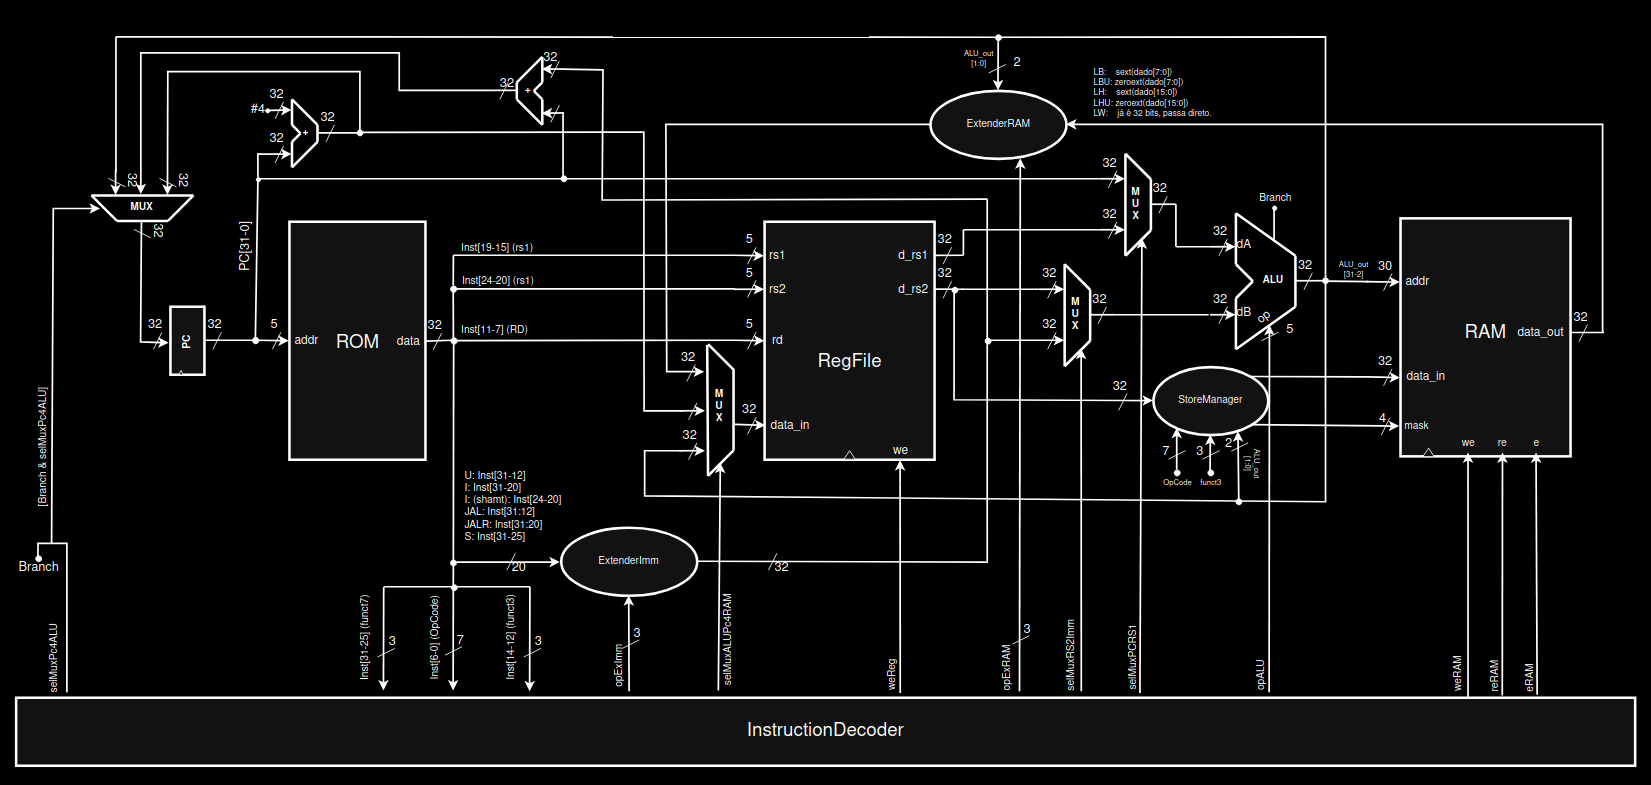 ALU_out
[1:0]
2
32
32
LB: sext(dado[7:0])
LBU: zeroext(dado[7:0])
LH: sext(dado[15:0])
LHU: zeroext(dado[15:0])
LW: já é 32 bits, passa direto.
+
ExtenderRAM
32
#4
32
+
32
32
32
32
MUX
32
PC[31-0]
32
MUX
32
32
Branch
32
dA
ALU
32
32
dB
op
5
ALU_out
[31-2]
30
addr
RAM
data_out
32
32
data_in
4
mask
we
re
e
Inst[19-15] (rs1)
5
rs1
Inst[24-20] (rs1)
5
rs2
Inst[11-7] (RD)
5
rd
RegFile
d_rs1
32
d_rs2
32
data_in
we
32
MUX
32
32
32
PC
32
5
addr
ROM
data
32
32
MUX
32
32
32
StoreManager
7
3
2
OpCode
funct3
ALU_out
[1:0]
[Branch & selMuxPc4ALU]
Branch
selMuxPc4ALU
U: Inst[31-12]
I: Inst[31-20]
I: (shamt): Inst[24-20]
JAL: Inst[31:12]
JALR: Inst[31:20]
S: Inst[31-25]
20
ExtenderImm
32
Inst[31-25] (funct7)
3
Inst[6-0] (OpCode)
7
Inst[14-12] (funct3)
3
opExImm
3
selMuxALUPc4RAM
weReg
opExRAM
3
selMuxRS2Imm
selMuxPCRS1
opALU
weRAM
reRAM
eRAM
InstructionDecoder